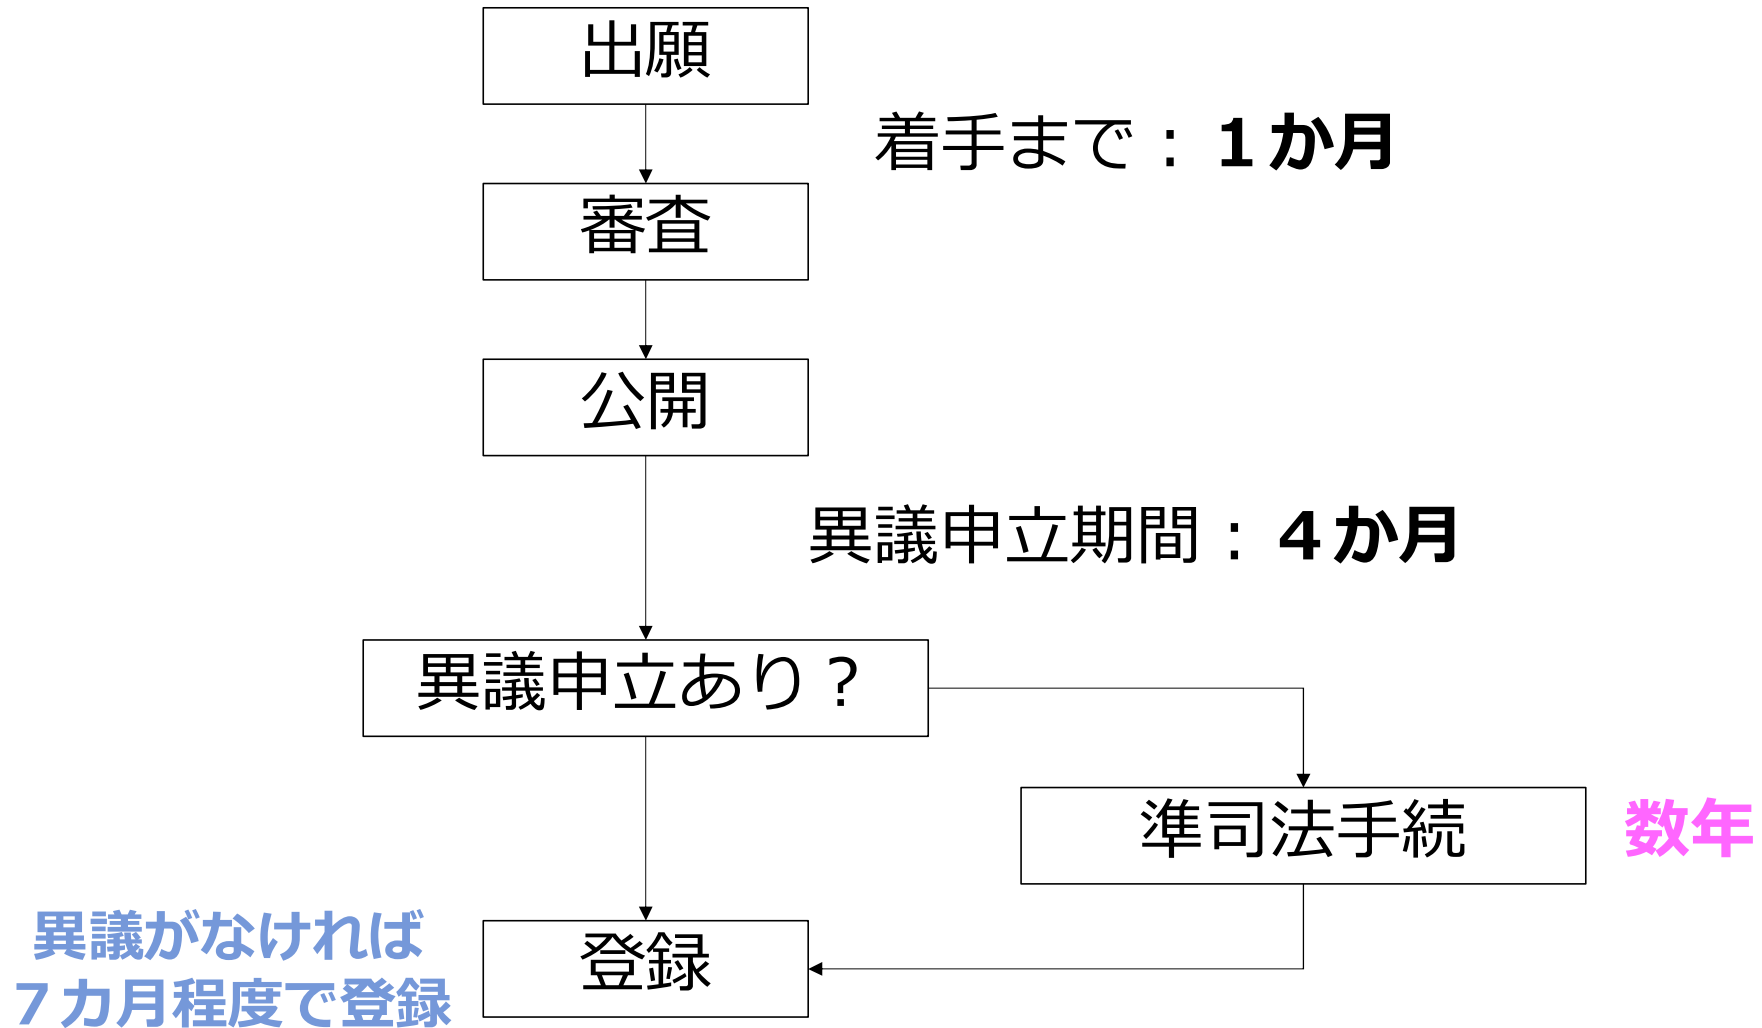 出願
着手まで：１か月
審査
公開
異議申立期間：４か月
異議申立あり？
準司法手続
数年
異議がなければ
７カ月程度で登録
登録